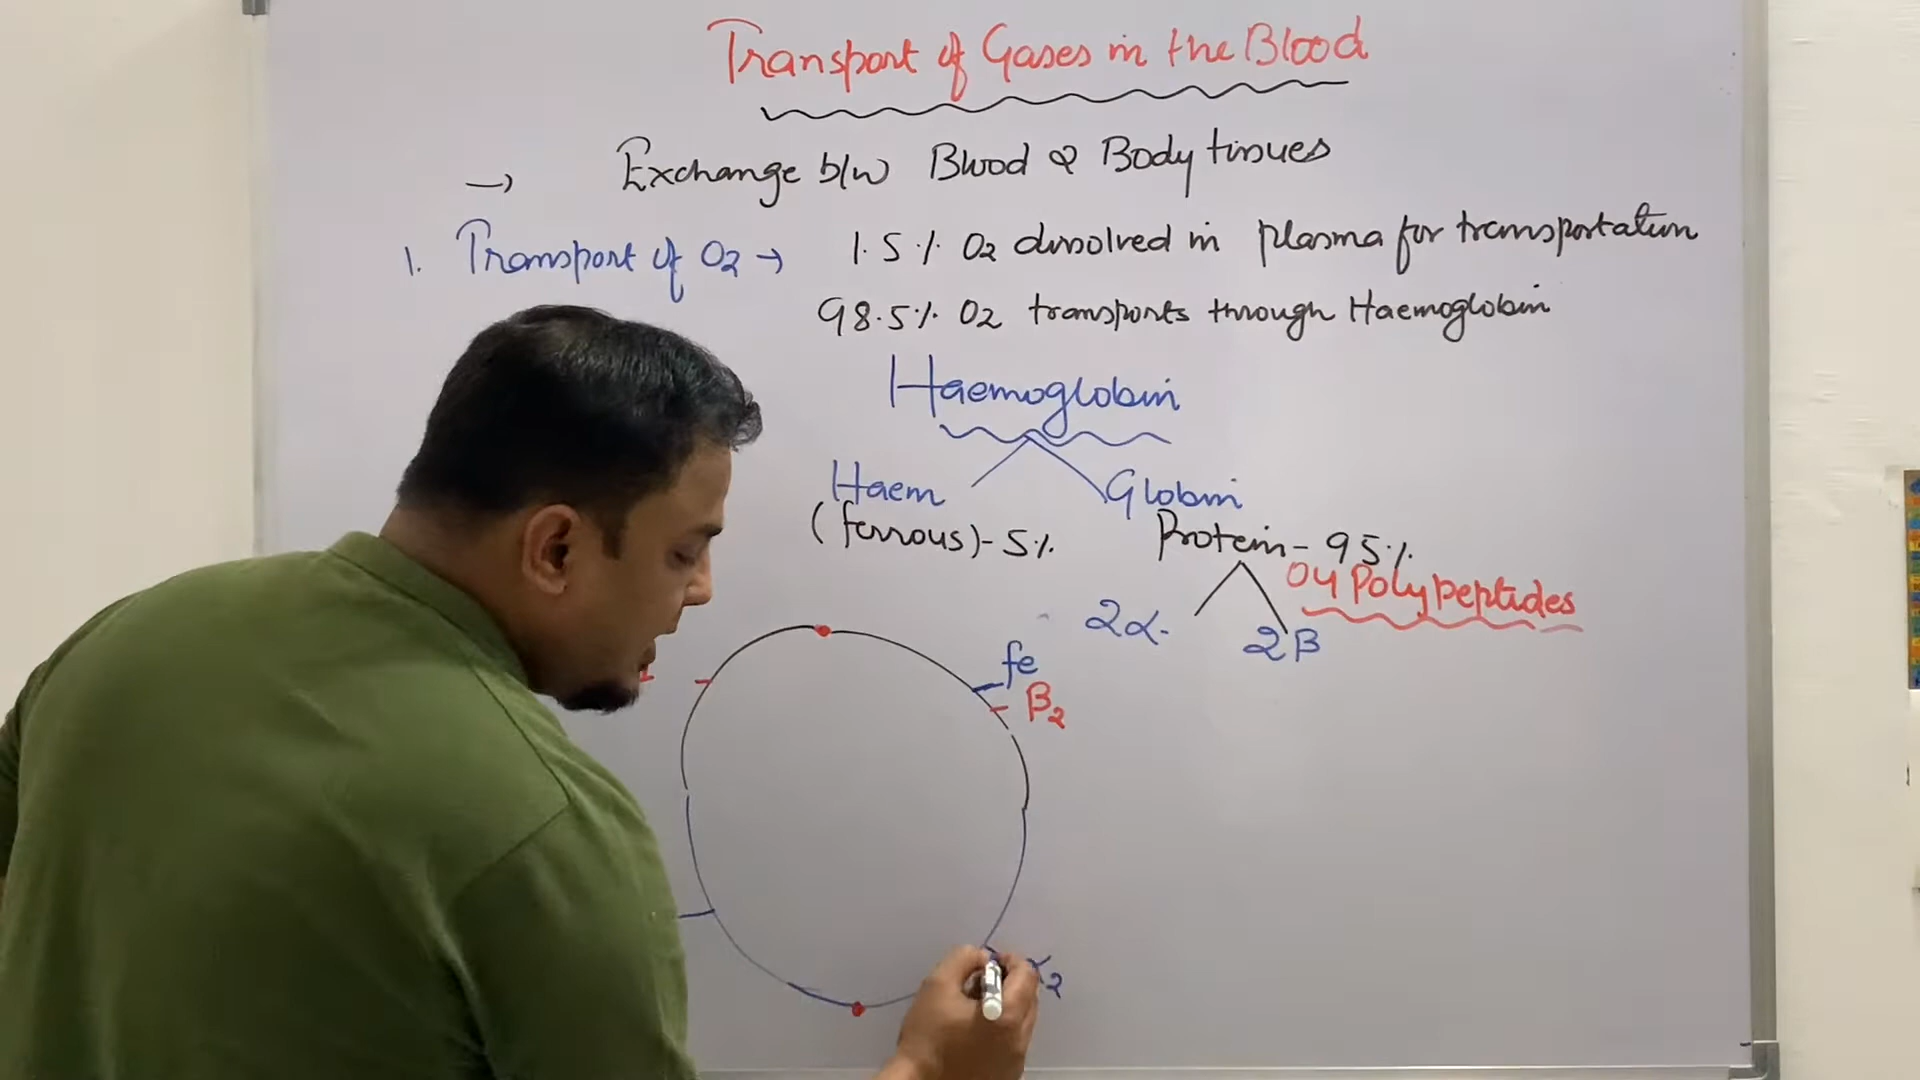 Transport of Gases in the Blood
→ Exchange b/w Blood & Body tissues
1. Transport of O2 → 1.5% O2 dissolved in plasma for transportation
98.5% O2 transports through Haemoglobin
Haemoglobin
Haem Globin
(ferrous)-5% Protein-95%
04 Polypeptides
2α 2β
fe
β2
α2